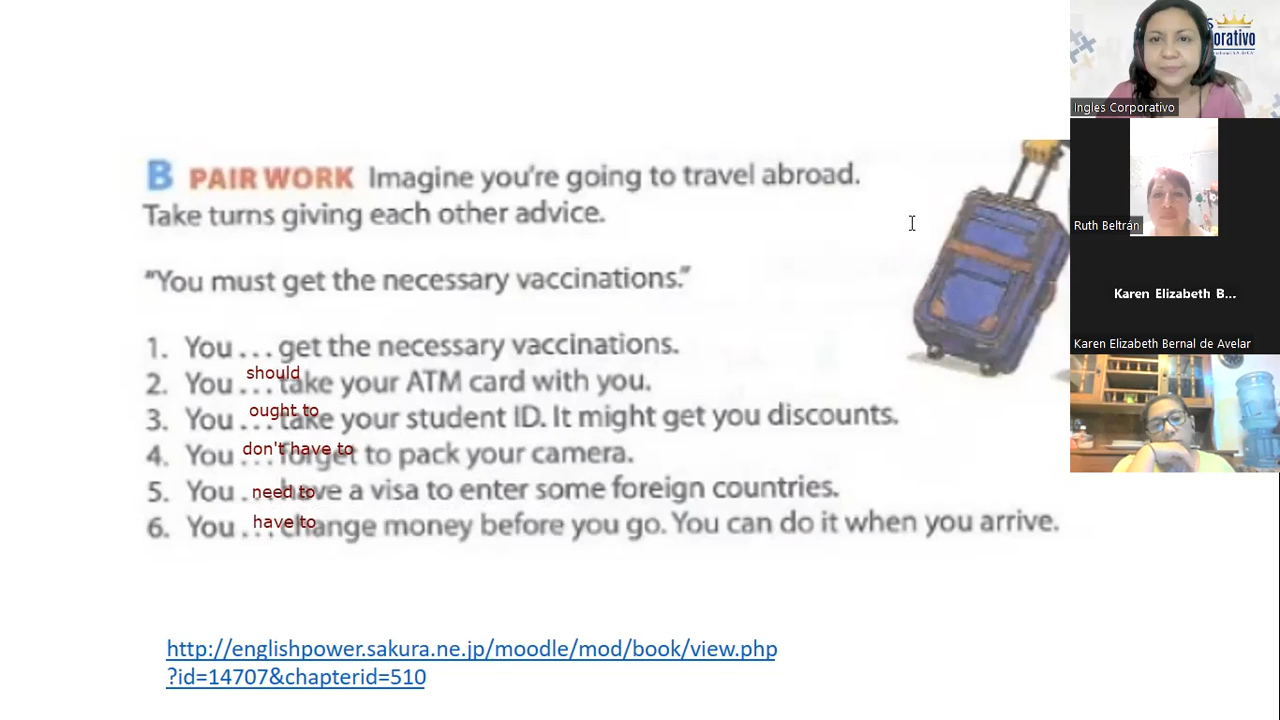 B PAIR WORK Imagine you're going to travel abroad.
Take turns giving each other advice.
"You must get the necessary vaccinations."
1. You ... get the necessary vaccinations.
should
2. You ... take your ATM card with you.
ought to
3. You ... take your student ID. It might get you discounts.
don't have to
4. You ... forget to pack your camera.
need to
5. You ... have a visa to enter some foreign countries.
have to
6. You ... change money before you go. You can do it when you arrive.
http://englishpower.sakura.ne.jp/moodle/mod/book/view.php
?id=14707&chapterid=510
orativo
Ingles Corporativo
Ruth Beltrán
Karen Elizabeth B...
Karen Elizabeth Bernal de Avelar